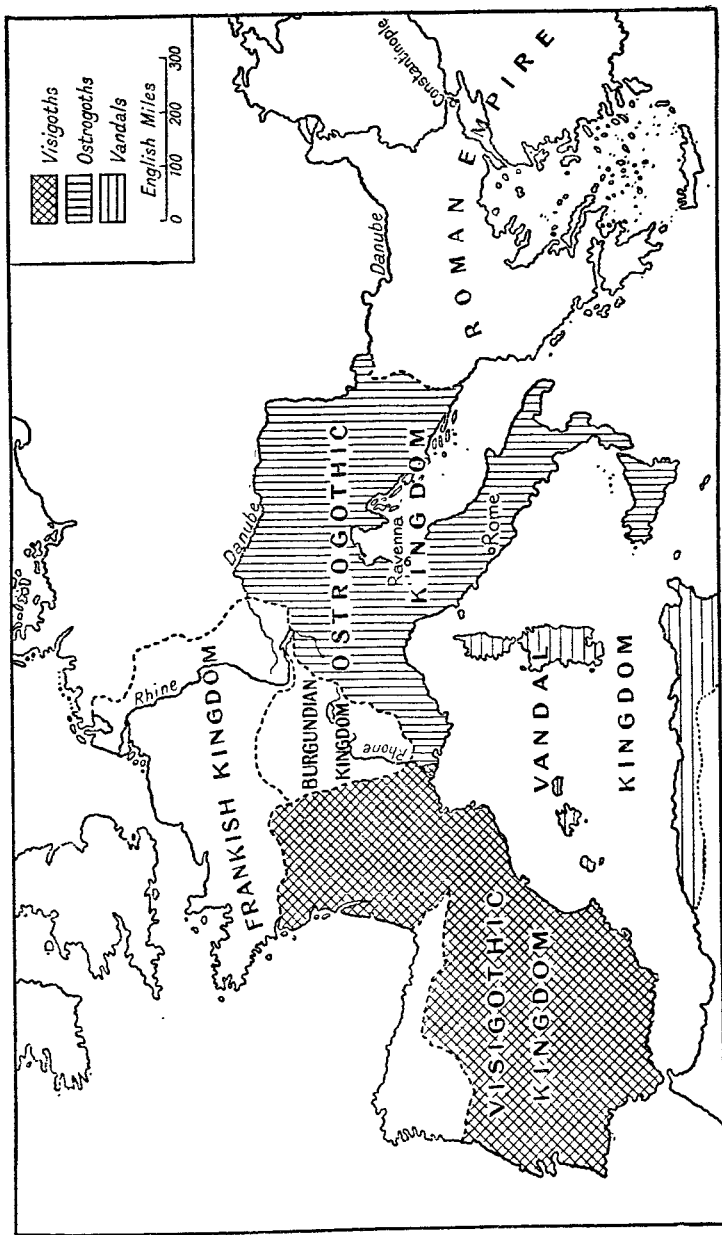 Visigoths
Ostrogoths
Vandals
English Miles
0 100 200 300
FRANKISH KINGDOM
Rhine
Danube
BURGUNDIAN
KINGDOM
Rhone
OSTROGOTHIC
KINGDOM
Ravenna
Rome
Danube
Constantinople
ROMAN EMPIRE
VISIGOTHIC
KINGDOM
VANDAL
KINGDOM